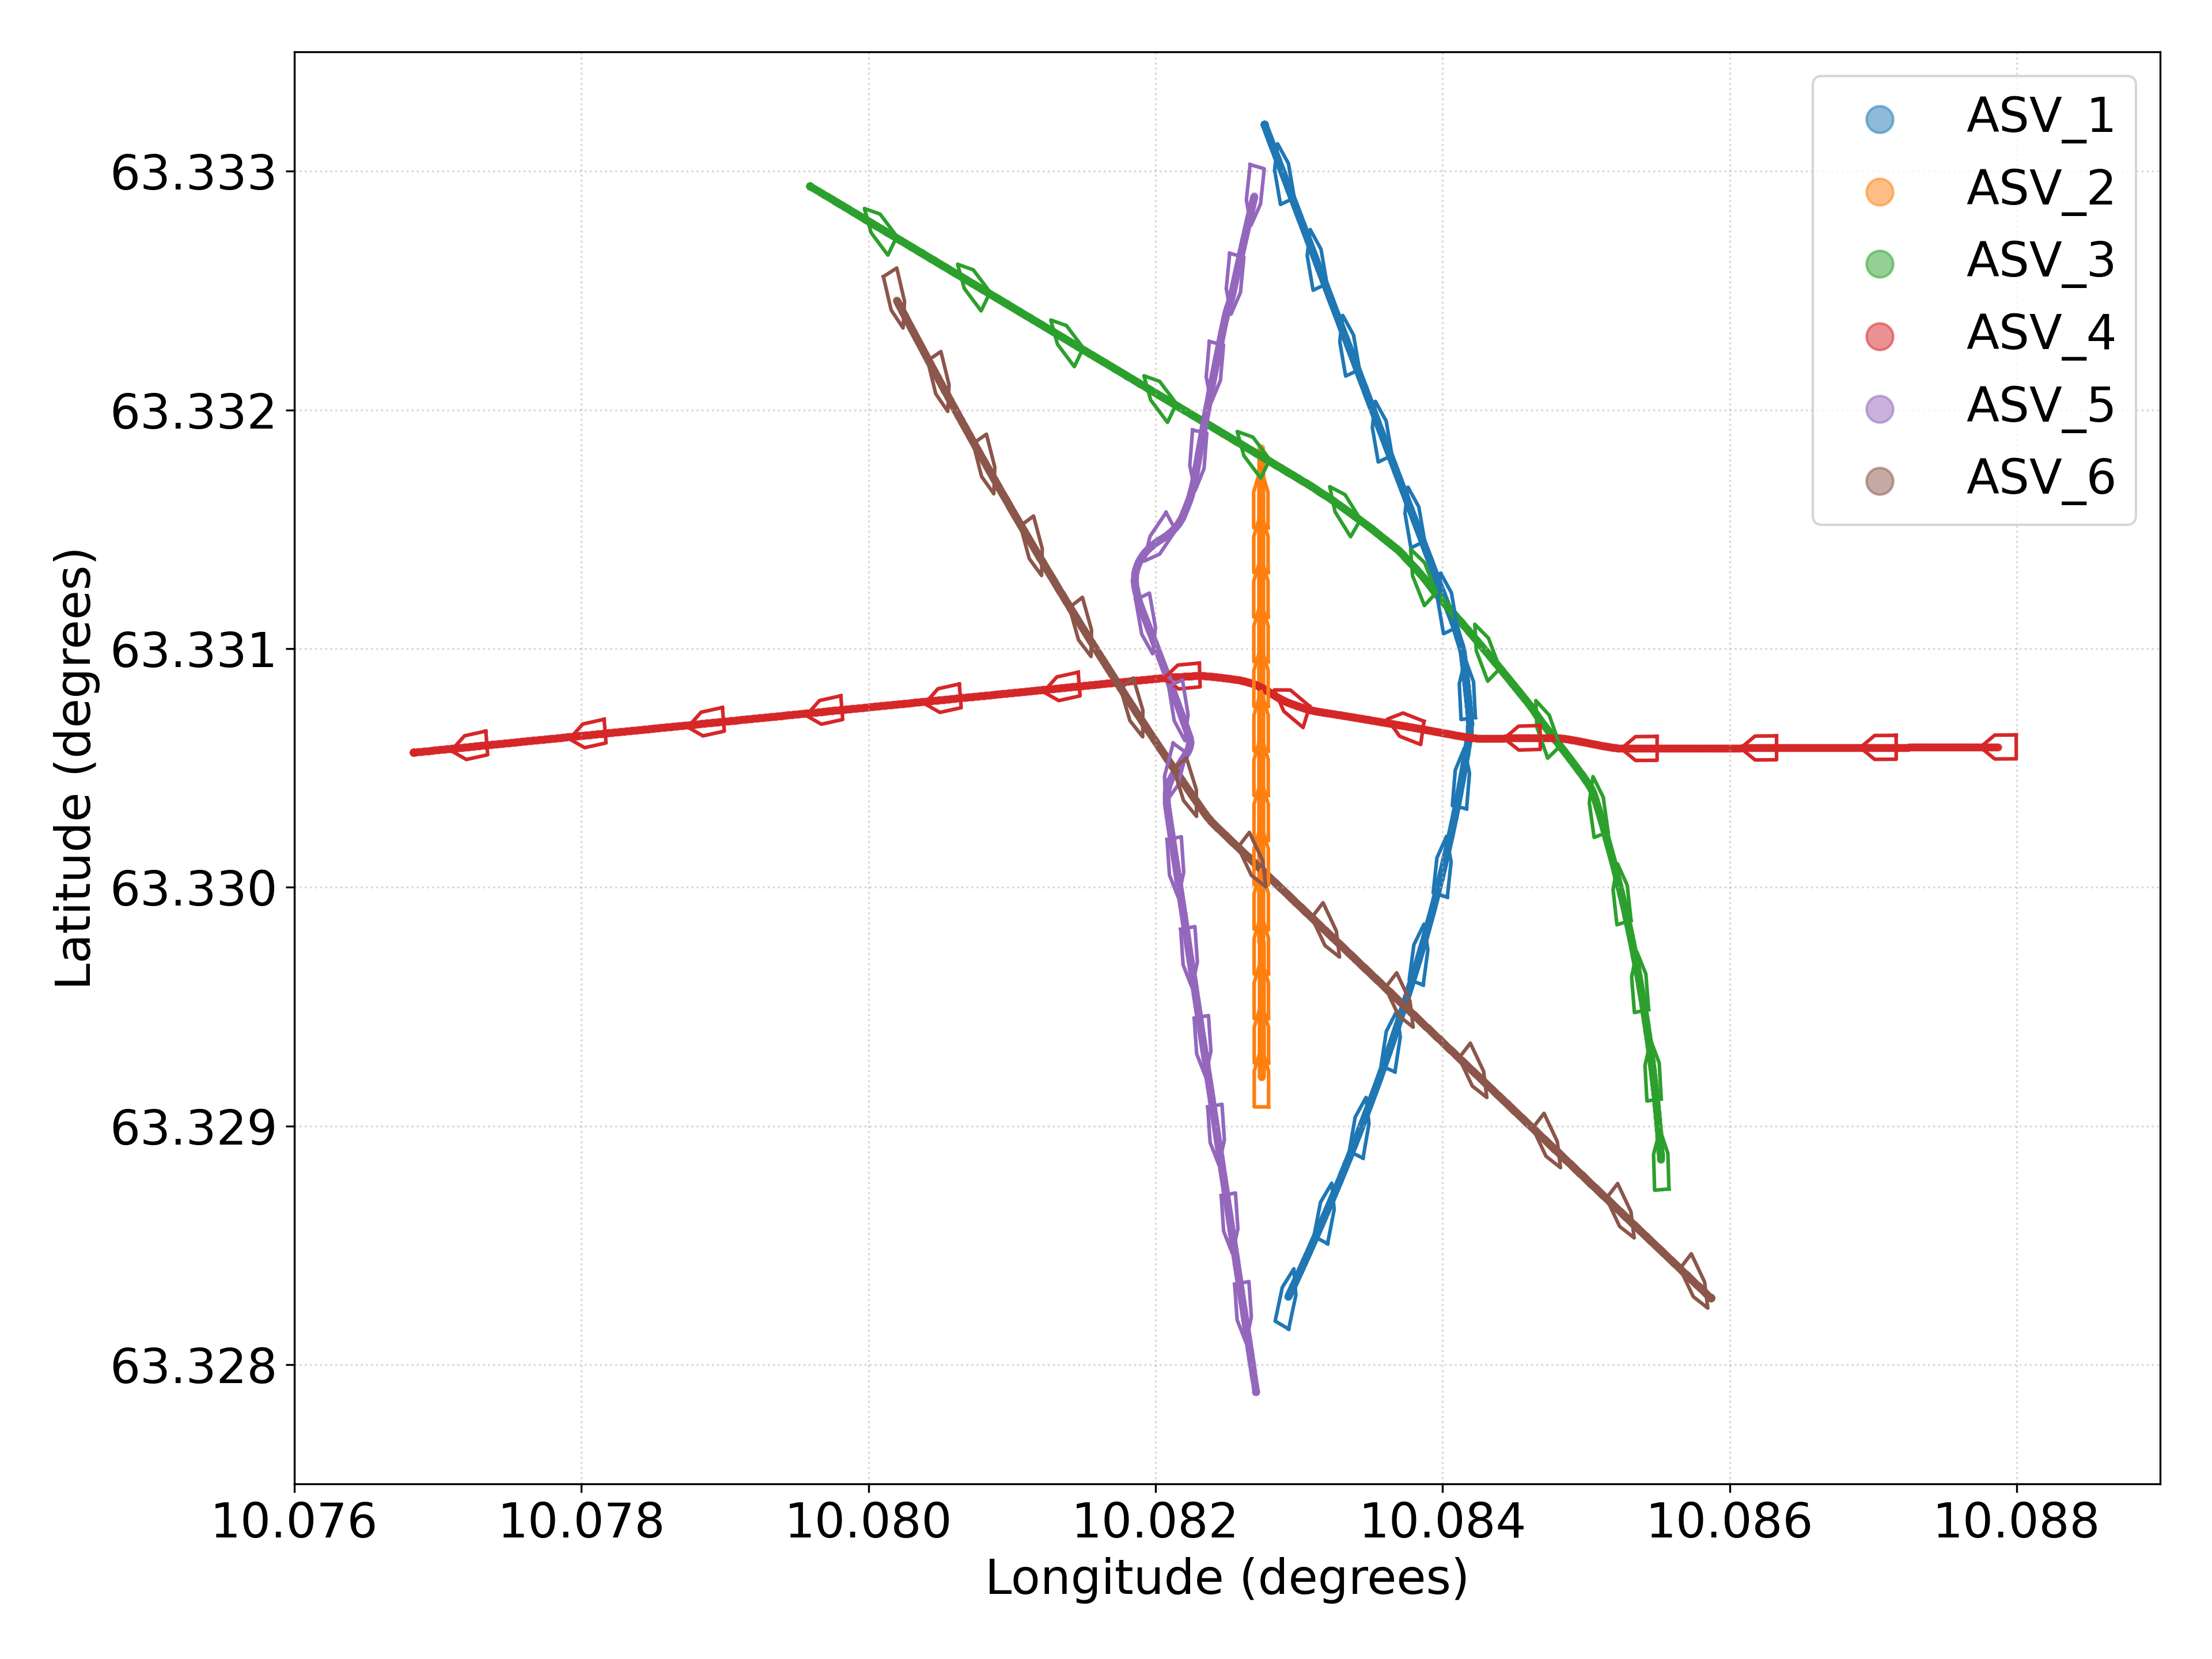 ASV_1
ASV_2
ASV_3
ASV_4
ASV_5
ASV_6
63.333
63.332
63.331
63.330
63.329
63.328
Latitude (degrees)
10.076 10.078 10.080 10.082 10.084 10.086 10.088
Longitude (degrees)